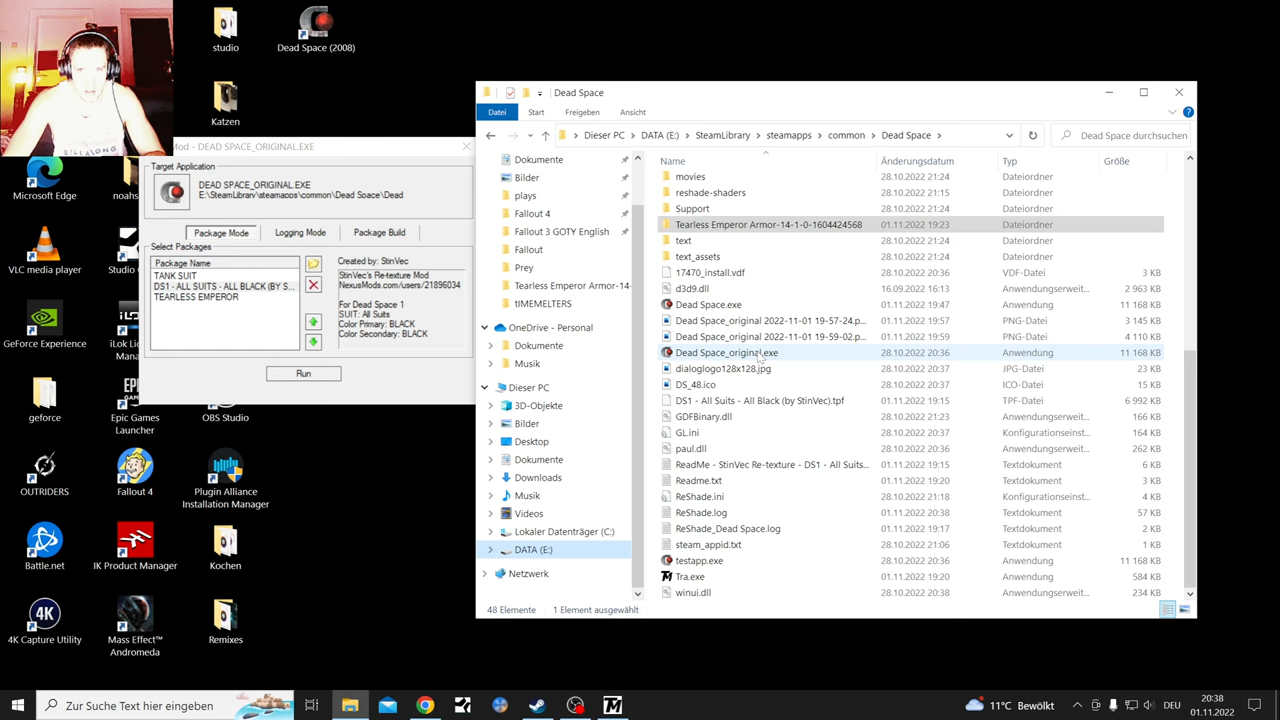 studio
Dead Space (2008)
Katzen
BILLABONG
Microsoft Edge
noahs
VLC media player
Studio
GeForce Experience
iLok Lic
Mana
geforce
Epic Games
Launcher
OBS Studio
OUTRIDERS
Fallout 4
Plugin Alliance
Installation Manager
Battle.net
IK Product Manager
Kochen
4K Capture Utility
Mass Effect™
Andromeda
Remixes
Mod - DEAD SPACE_ORIGINAL.EXE
Target Application
DEAD SPACE_ORIGINAL.EXE
E:\SteamLibrary\steamapps\common\Dead Space\Dead
Package Mode
Logging Mode
Package Build
Select Packages
Package Name
TANK SUIT
DS1 - ALL SUITS - ALL BLACK (BY S...
TEARLESS EMPEROR
Created by: StinVec
StinVec's Re-texture Mod
NexusMods.com/users/21896034
For Dead Space 1
SUIT: All Suits
Color Primary: BLACK
Color Secondary: BLACK
Run
Dead Space
Datei Start Freigeben Ansicht
Dieser PC > DATA (E:) > SteamLibrary > steamapps > common > Dead Space >
Dead Space durchsuchen
Dokumente
Bilder
plays
Fallout 4
Fallout 3 GOTY English
Fallout
Prey
Tearless Emperor Armor-14-
tIMEMELTERS
OneDrive - Personal
Dokumente
Musik
Dieser PC
3D-Objekte
Bilder
Desktop
Dokumente
Downloads
Musik
Videos
Lokaler Datenträger (C:)
DATA (E:)
Netzwerk
Name Änderungsdatum Typ Größe
movies 28.10.2022 21:24 Dateiordner
reshade-shaders 28.10.2022 21:15 Dateiordner
Support 28.10.2022 21:24 Dateiordner
Tearless Emperor Armor-14-1-0-1604424568 01.11.2022 19:23 Dateiordner
text 28.10.2022 21:24 Dateiordner
text_assets 28.10.2022 21:24 Dateiordner
17470_install.vdf 28.10.2022 20:36 VDF-Datei 3 KB
d3d9.dll 16.09.2022 16:13 Anwendungserweit... 2 963 KB
Dead Space.exe 28.10.2022 20:47 Anwendung 11 168 KB
Dead Space_original 2022-11-01 19-57-24.p... 01.11.2022 19:57 PNG-Datei 3 145 KB
Dead Space_original 2022-11-01 19-59-02.p... 01.11.2022 19:59 PNG-Datei 4 110 KB
Dead Space_original.exe 28.10.2022 20:36 Anwendung 11 168 KB
dialoglogo128x128.jpg 28.10.2022 20:37 JPG-Datei 23 KB
DS_48.ico 28.10.2022 20:37 ICO-Datei 15 KB
DS1 - All Suits - All Black (by StinVec).tpf 01.11.2022 19:15 TPF-Datei 6 992 KB
GDFBinary.dll 28.10.2022 21:23 Anwendungserweit... 166 KB
GL.ini 28.10.2022 20:37 Konfigurationseinst... 1 KB
paul.dll 28.10.2022 20:37 Anwendungserweit... 262 KB
ReadMe - StinVec Re-texture - DS1 - All Suits... 01.11.2022 19:15 Textdokument 6 KB
Readme.txt 01.11.2022 19:20 Textdokument 3 KB
ReShade.ini 28.10.2022 21:18 Konfigurationseinst... 4 KB
ReShade.log 01.11.2022 20:38 Textdokument 57 KB
ReShade_Dead Space.log 01.11.2022 19:17 Textdokument 2 KB
steam_appid.txt 28.10.2022 21:06 Textdokument 1 KB
testapp.exe 28.10.2022 20:36 Anwendung 11 168 KB
Tra.exe 01.11.2022 19:20 Anwendung 584 KB
winui.dll 28.10.2022 20:38 Anwendungserweit... 234 KB
48 Elemente 1 Element ausgewählt
Zur Suche Text hier eingeben
11°C Bewölkt
DEU
20:38
01.11.2022